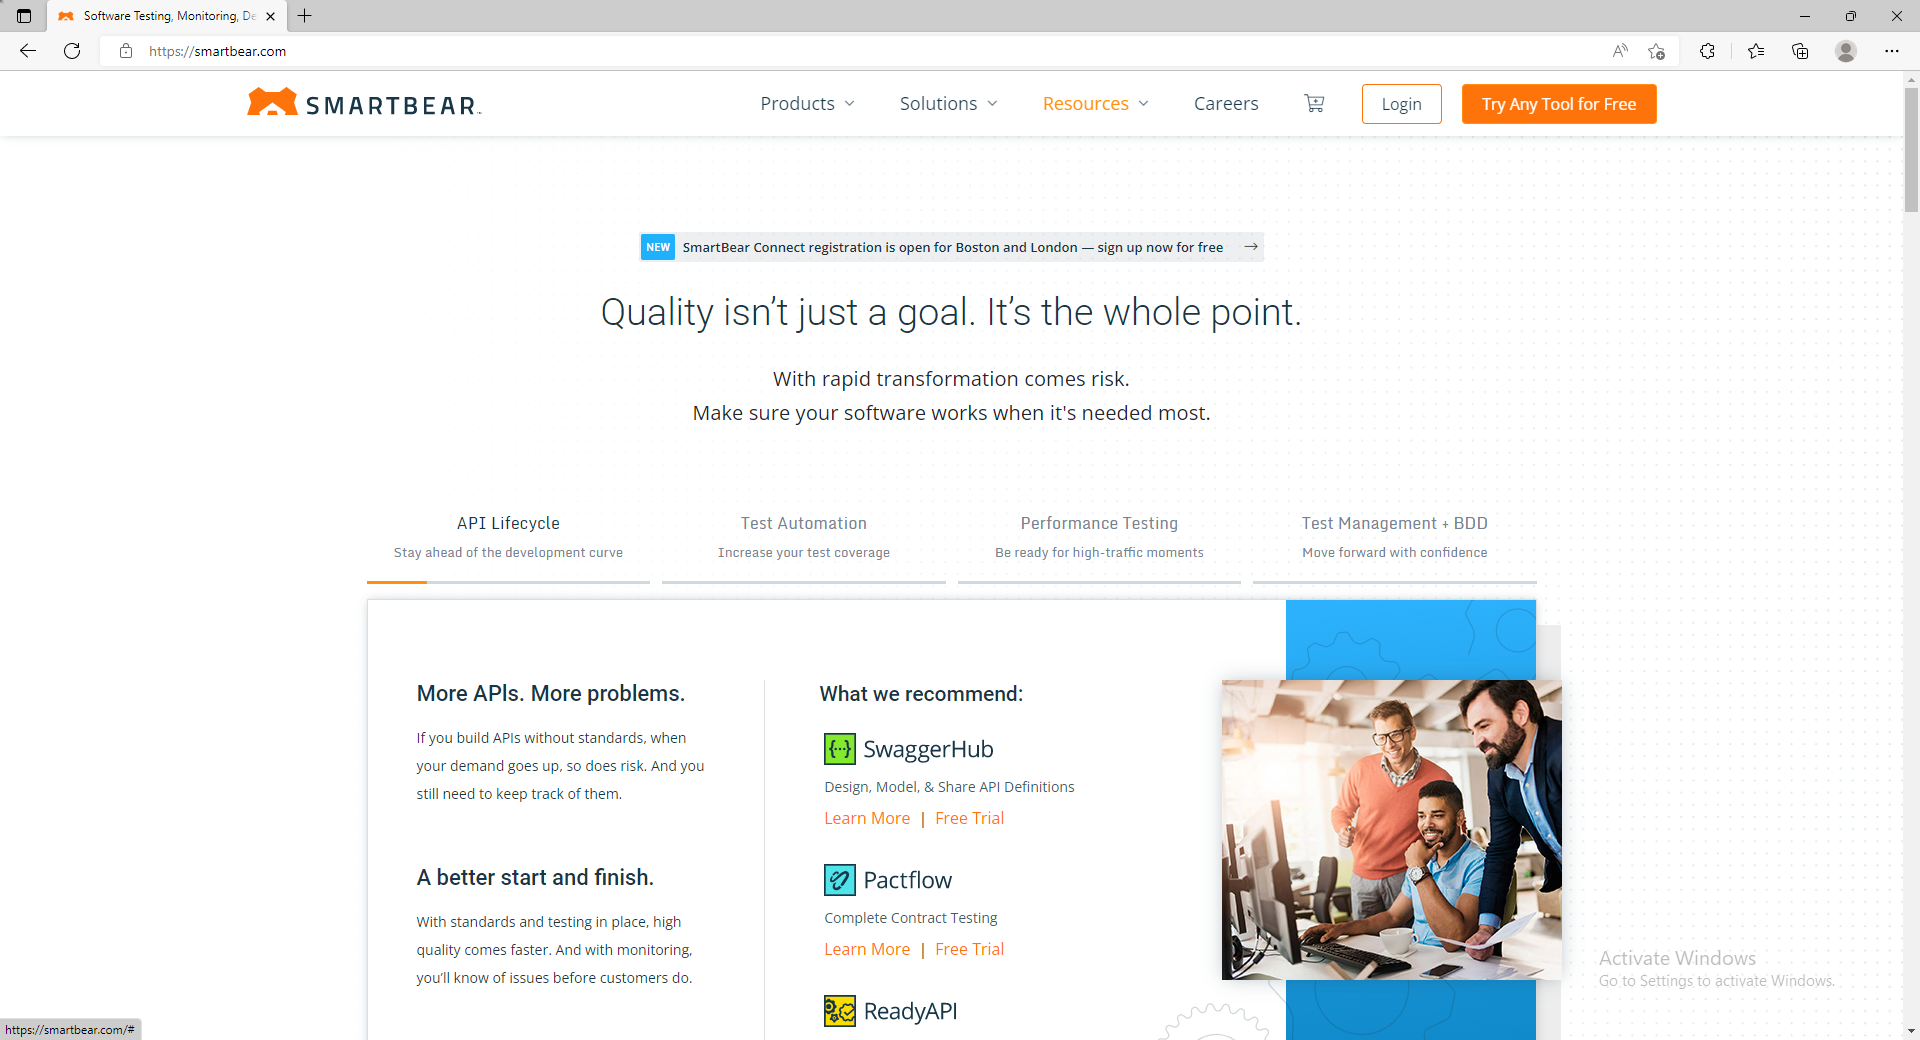 Software Testing, Monitoring, De
https://smartbear.com
SMARTBEAR
Products
Solutions
Resources
Careers
Login
Try Any Tool for Free
NEW SmartBear Connect registration is open for Boston and London — sign up now for free
Quality isn’t just a goal. It’s the whole point.
With rapid transformation comes risk.
Make sure your software works when it's needed most.
API Lifecycle
Stay ahead of the development curve
Test Automation
Increase your test coverage
Performance Testing
Be ready for high-traffic moments
Test Management + BDD
Move forward with confidence
More APIs. More problems.
If you build APIs without standards, when
your demand goes up, so does risk. And you
still need to keep track of them.
A better start and finish.
With standards and testing in place, high
quality comes faster. And with monitoring,
you’ll know of issues before customers do.
What we recommend:
SwaggerHub
Design, Model, & Share API Definitions
Learn More | Free Trial
Pactflow
Complete Contract Testing
Learn More | Free Trial
ReadyAPI
Activate Windows
Go to Settings to activate Windows.
https://smartbear.com/#